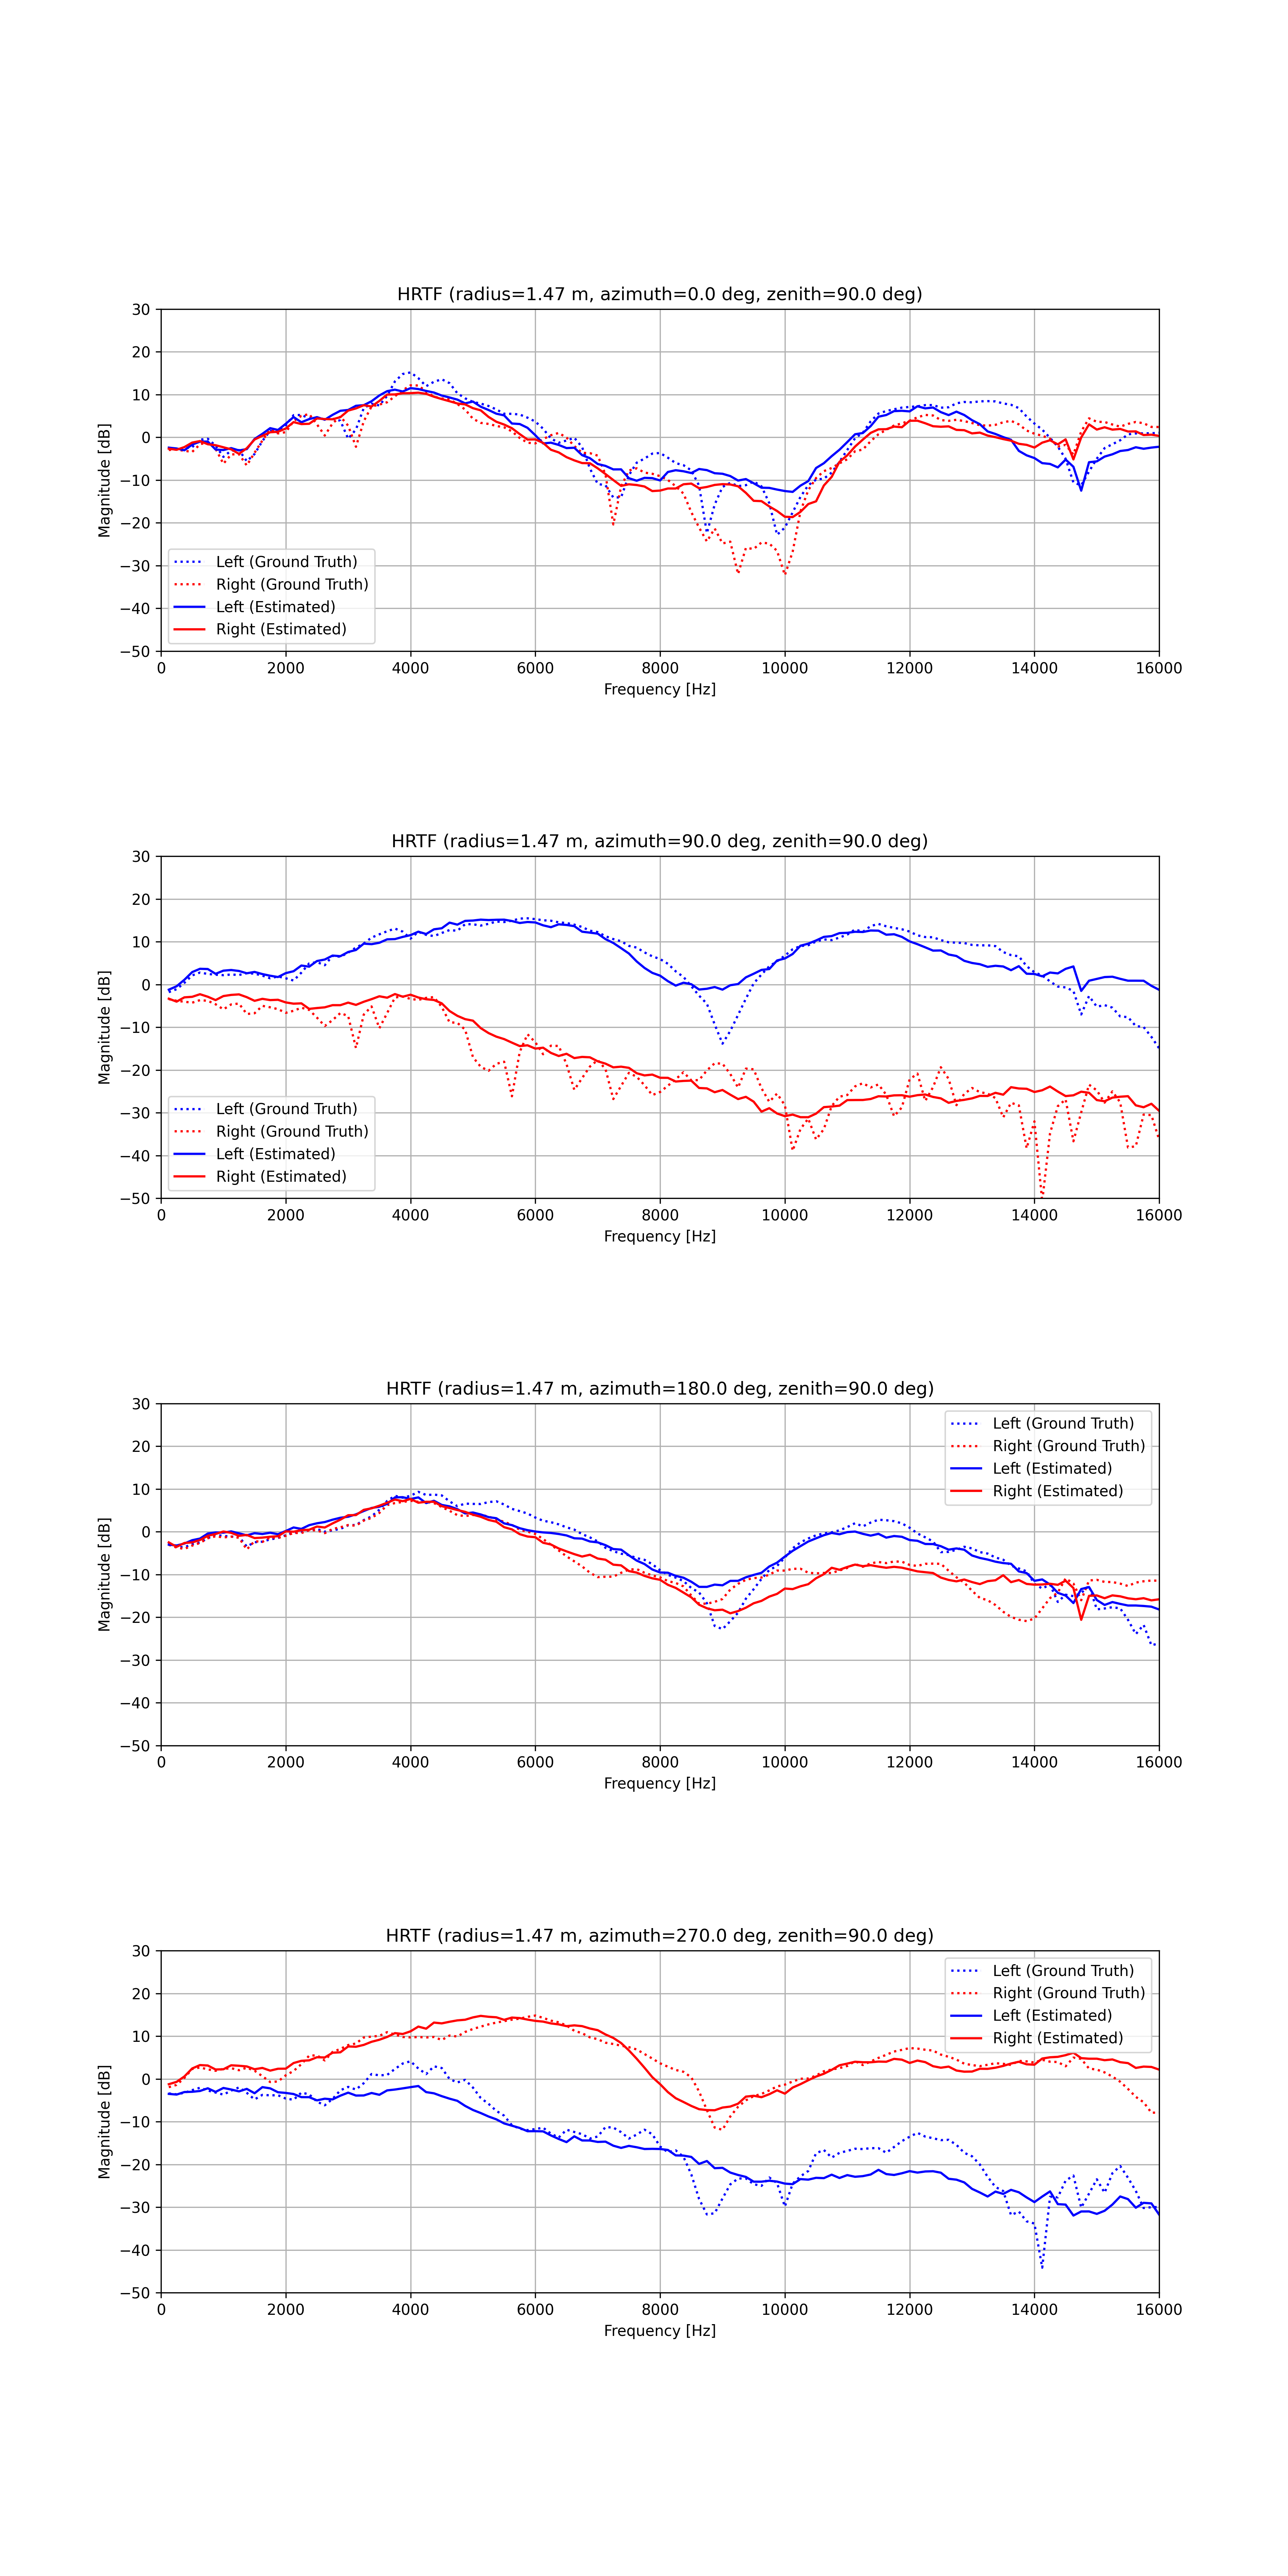 HRTF (radius=1.47 m, azimuth=0.0 deg, zenith=90.0 deg)
30
20
10
0
−10
−20
−30
−40
−50
Magnitude [dB]
Left (Ground Truth)
Right (Ground Truth)
Left (Estimated)
Right (Estimated)
0 2000 4000 6000 8000 10000 12000 14000 16000
Frequency [Hz]
HRTF (radius=1.47 m, azimuth=90.0 deg, zenith=90.0 deg)
30
20
10
0
−10
−20
−30
−40
−50
Magnitude [dB]
Left (Ground Truth)
Right (Ground Truth)
Left (Estimated)
Right (Estimated)
0 2000 4000 6000 8000 10000 12000 14000 16000
Frequency [Hz]
HRTF (radius=1.47 m, azimuth=180.0 deg, zenith=90.0 deg)
30
20
10
0
−10
−20
−30
−40
−50
Magnitude [dB]
Left (Ground Truth)
Right (Ground Truth)
Left (Estimated)
Right (Estimated)
0 2000 4000 6000 8000 10000 12000 14000 16000
Frequency [Hz]
HRTF (radius=1.47 m, azimuth=270.0 deg, zenith=90.0 deg)
30
20
10
0
−10
−20
−30
−40
−50
Magnitude [dB]
Left (Ground Truth)
Right (Ground Truth)
Left (Estimated)
Right (Estimated)
0 2000 4000 6000 8000 10000 12000 14000 16000
Frequency [Hz]